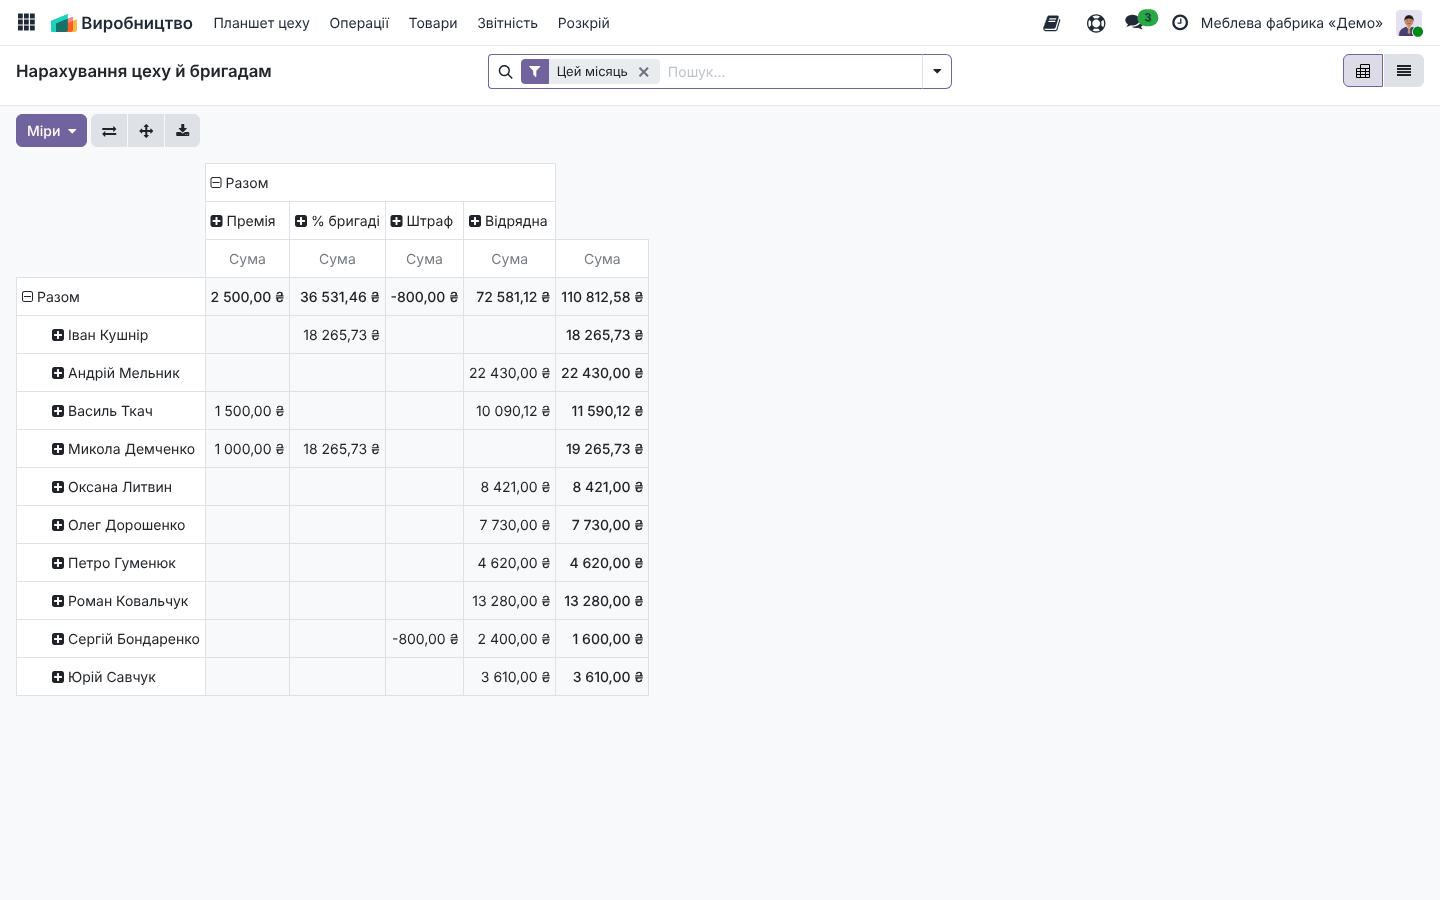 Виробництво Планшет цеху Операції Товари Звітність Розкрій 3 Меблева фабрика «Демо»
Нарахування цеху й бригадам Цей місяць Пошук...
Міри
Разом
Премія % бригаді Штраф Відрядна
Сума Сума Сума Сума Сума
Разом 2 500,00 ₴ 36 531,46 ₴ -800,00 ₴ 72 581,12 ₴ 110 812,58 ₴
Іван Кушнір 18 265,73 ₴ 18 265,73 ₴
Андрій Мельник 22 430,00 ₴ 22 430,00 ₴
Василь Ткач 1 500,00 ₴ 10 090,12 ₴ 11 590,12 ₴
Микола Демченко 1 000,00 ₴ 18 265,73 ₴ 19 265,73 ₴
Оксана Литвин 8 421,00 ₴ 8 421,00 ₴
Олег Дорошенко 7 730,00 ₴ 7 730,00 ₴
Петро Гуменюк 4 620,00 ₴ 4 620,00 ₴
Роман Ковальчук 13 280,00 ₴ 13 280,00 ₴
Сергій Бондаренко -800,00 ₴ 2 400,00 ₴ 1 600,00 ₴
Юрій Савчук 3 610,00 ₴ 3 610,00 ₴